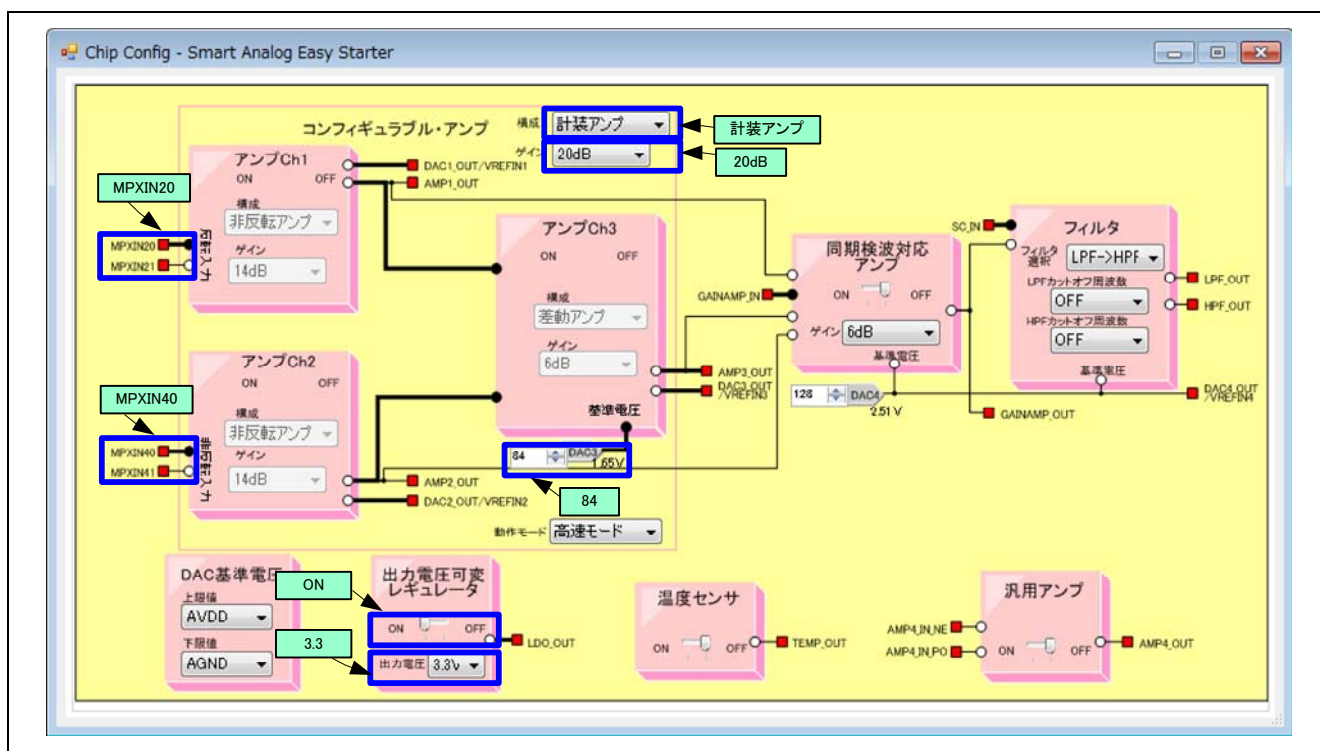 Chip Config - Smart Analog Easy Starter
コンフィギュラブル・アンプ
構成 計装アンプ
計装アンプ
ゲイン 20dB
20dB
アンプCh1
ON OFF
構成
非反転アンプ
ゲイン
14dB
反転入力
MPXIN20
MPXIN20
MPXIN21
DAC1_OUT/VREFIN1
AMP1_OUT
アンプCh2
ON OFF
構成
非反転アンプ
ゲイン
14dB
非反転入力
MPXIN40
MPXIN40
MPXIN41
AMP2_OUT
DAC2_OUT/VREFIN2
アンプCh3
ON OFF
構成
差動アンプ
ゲイン
6dB
基準電圧
AMP3_OUT
DAC3_OUT
/VREFIN3
84 DAC3
1.65V
84
動作モード 高速モード
同期検波対応
アンプ
ON OFF
ゲイン 6dB
基準電圧
GAINAMP_IN
128 DAC4
2.51 V
GAINAMP_OUT
SC_IN
フィルタ
フィルタ
選択 LPF->HPF
LPFカットオフ周波数
OFF
HPFカットオフ周波数
OFF
基準電圧
LPF_OUT
HPF_OUT
DAC4_OUT
/VREFIN4
DAC基準電圧
上限値
AVDD
下限値
AGND
出力電圧可変
レギュレータ
ON OFF
出力電圧 3.3V
LDO_OUT
ON
3.3
温度センサ
ON OFF
TEMP_OUT
汎用アンプ
ON OFF
AMP4_IN_NE
AMP4_IN_PO
AMP4_OUT